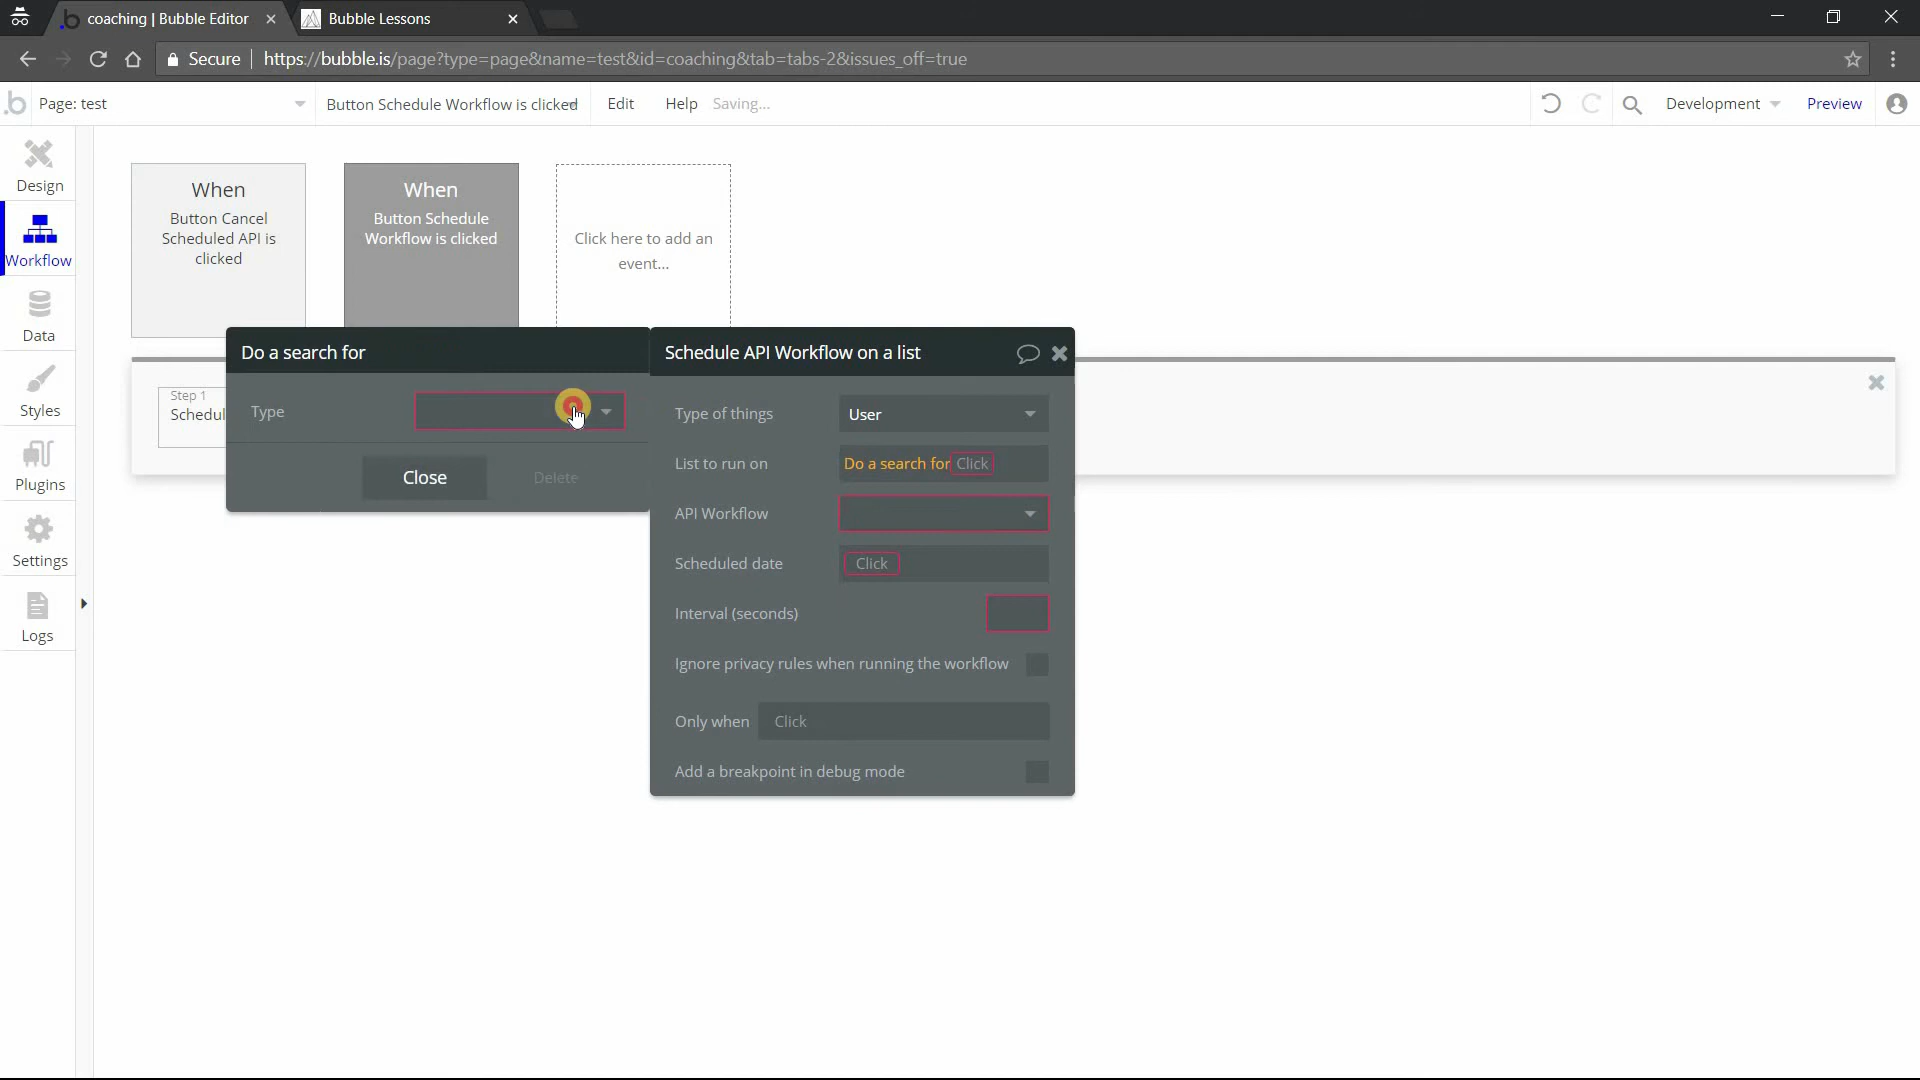 coaching | Bubble Editor
Bubble Lessons
Secure
https://bubble.is/page?type=page&name=test&id=coaching&tab=tabs-2&issues_off=true
b
Page: test
Button Schedule Workflow is clicked
Edit
Help
Saving...
Development
Preview
Design
Workflow
Data
Styles
Plugins
Settings
Logs
When
Button Cancel
Scheduled API is
clicked
When
Button Schedule
Workflow is clicked
Click here to add an
event...
Step 1
Schedul
Do a search for
Type
Close
Delete
Schedule API Workflow on a list
Type of things
User
List to run on
Do a search for Click
API Workflow
Scheduled date
Click
Interval (seconds)
Ignore privacy rules when running the workflow
Only when
Click
Add a breakpoint in debug mode